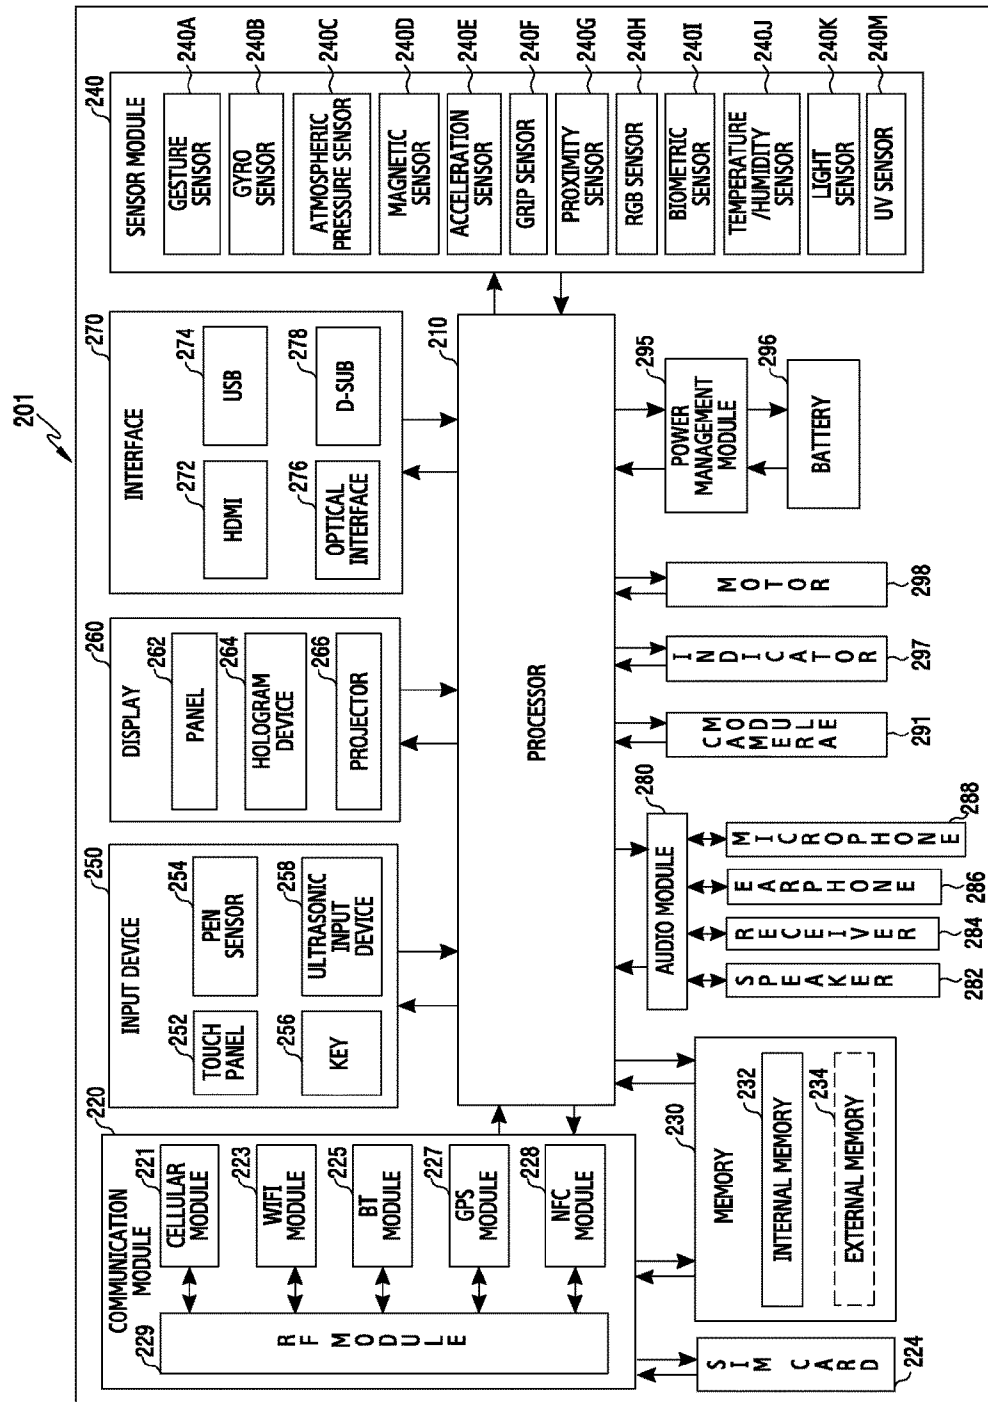 201
COMMUNICATION
MODULE
220
229
RF MODULE
221
CELLULAR
MODULE
223
WIFI
MODULE
225
BT
MODULE
227
GPS
MODULE
228
NFC
MODULE
SIM CARD
224
INPUT DEVICE
250
252
TOUCH
PANEL
254
PEN
SENSOR
256
KEY
258
ULTRASONIC
INPUT
DEVICE
DISPLAY
260
262
PANEL
264
HOLOGRAM
DEVICE
266
PROJECTOR
INTERFACE
270
272
HDMI
274
USB
276
OPTICAL
INTERFACE
278
D-SUB
SENSOR MODULE
240
GESTURE
SENSOR
240A
GYRO
SENSOR
240B
ATMOSPHERIC
PRESSURE SENSOR
240C
MAGNETIC
SENSOR
240D
ACCELERATION
SENSOR
240E
GRIP SENSOR
240F
PROXIMITY
SENSOR
240G
RGB SENSOR
240H
BIOMETRIC
SENSOR
240I
TEMPERATURE
/HUMIDITY
SENSOR
240J
LIGHT
SENSOR
240K
UV SENSOR
240M
PROCESSOR
210
MEMORY
230
232
INTERNAL MEMORY
234
EXTERNAL MEMORY
AUDIO MODULE
280
SPEAKER
282
RECEIVER
284
EARPHONE
286
MICROPHONE
288
CAMERA
MODULE
291
INDICATOR
297
MOTOR
298
POWER
MANAGEMENT
MODULE
295
BATTERY
296